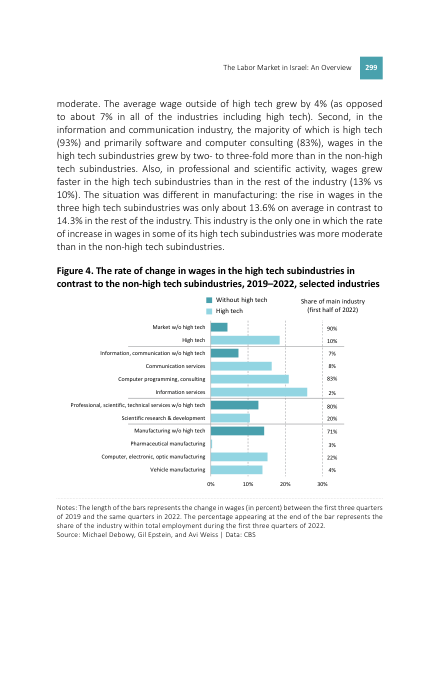 The Labor Market in Israel: An Overview 299
moderate. The average wage outside of high tech grew by 4% (as opposed
to about 7% in all of the industries including high tech). Second, in the
information and communication industry, the majority of which is high tech
(93%) and primarily software and computer consulting (83%), wages in the
high tech subindustries grew by two- to three-fold more than in the non-high
tech subindustries. Also, in professional and scientific activity, wages grew
faster in the high tech subindustries than in the rest of the industry (13% vs
10%). The situation was different in manufacturing: the rise in wages in the
three high tech subindustries was only about 13.6% on average in contrast to
14.3% in the rest of the industry. This industry is the only one in which the rate
of increase in wages in some of its high tech subindustries was more moderate
than in the non-high tech subindustries.
Figure 4. The rate of change in wages in the high tech subindustries in
contrast to the non-high tech subindustries, 2019–2022, selected industries
Without high tech
High tech
Share of main industry
(first half of 2022)
Market w/o high tech 90%
High tech 10%
Information, communication w/o high tech 7%
Communication services 8%
Computer programming, consulting 83%
Information services 2%
Professional, scientific, technical services w/o high tech 80%
Scientific research & development 20%
Manufacturing w/o high tech 71%
Pharmaceutical manufacturing 3%
Computer, electronic, optic manufacturing 22%
Vehicle manufacturing 4%
0% 10% 20% 30%
Notes: The length of the bars represents the change in wages (in percent) between the first three quarters
of 2019 and the same quarters in 2022. The percentage appearing at the end of the bar represents the
share of the industry within total employment during the first three quarters of 2022.
Source: Michael Debowy, Gil Epstein, and Avi Weiss | Data: CBS